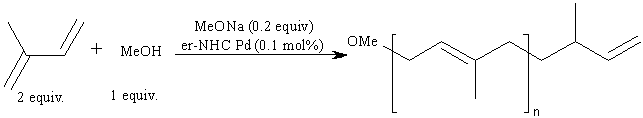 MeONa (0.2 equiv)
er-NHC Pd (0.1 mol%)
+ MeOH
OMe
n
2 equiv.
1 equiv.